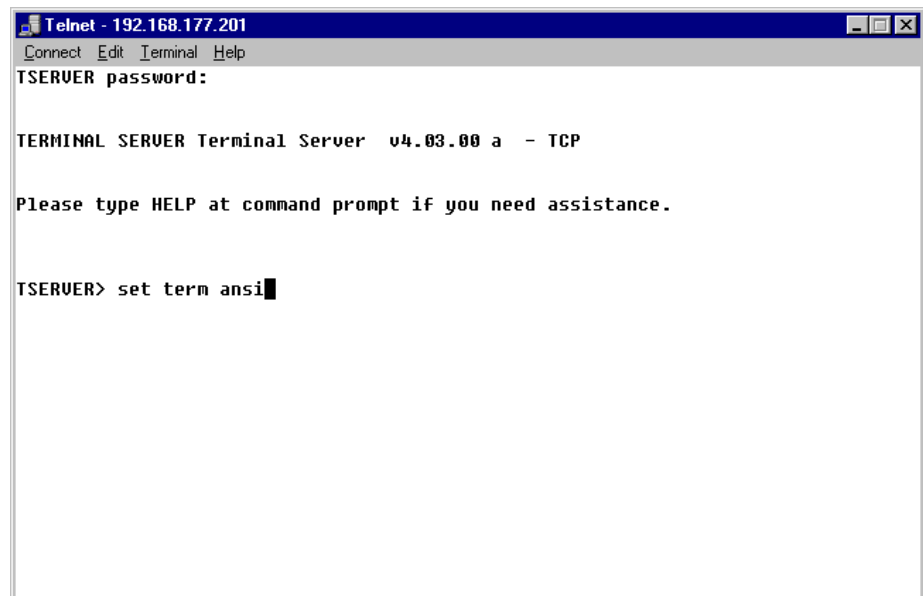 Telnet - 192.168.177.201
Connect Edit Terminal Help
TSERVER password:
TERMINAL SERVER Terminal Server v4.03.00 a - TCP
Please type HELP at command prompt if you need assistance.
TSERVER> set term ansi